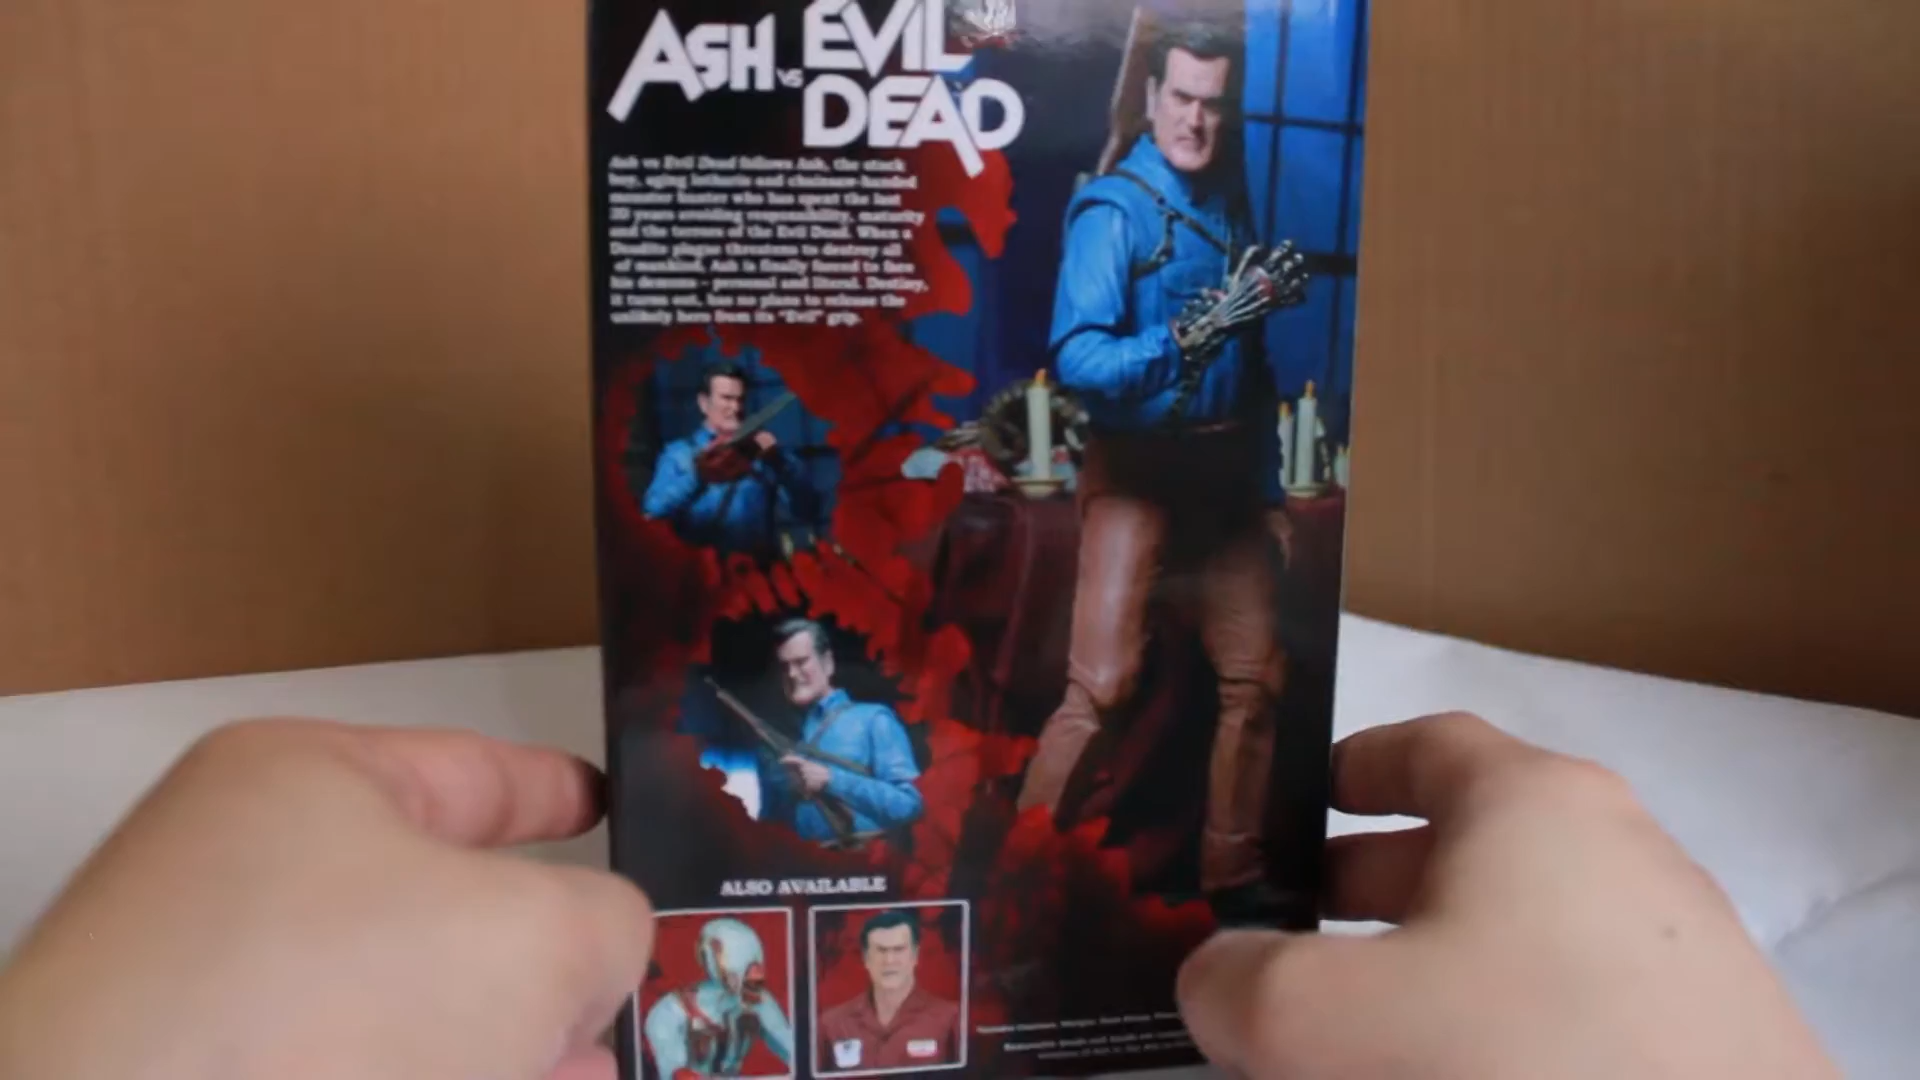 ASH vs EVIL DEAD
Ash vs Evil Dead follows Ash, the stock
boy, aging lothario and chainsaw-handed
monster hunter who has spent the last
30 years avoiding responsibility, maturity
and the terrors of the Evil Dead. When a
Deadite plague threatens to destroy all
of mankind, Ash is finally forced to face
his demons – personal and literal. Destiny,
it turns out, has no plans to release the
unlikely hero from its "Evil" grip.
ALSO AVAILABLE